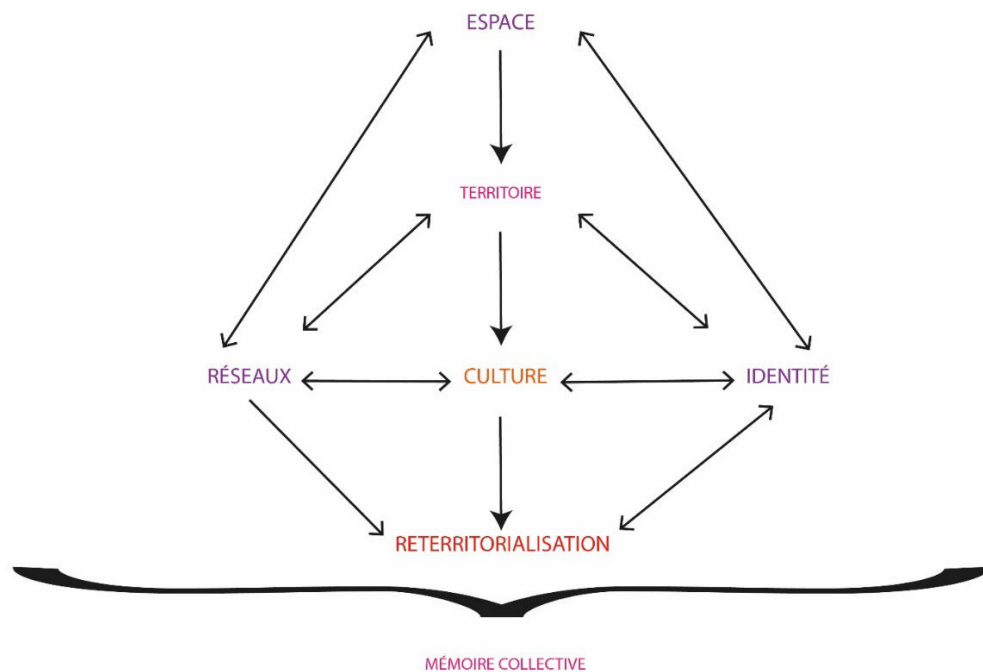 ESPACE
TERRITOIRE
RÉSEAUX CULTURE IDENTITÉ
RETERRITORIALISATION
MÉMOIRE COLLECTIVE